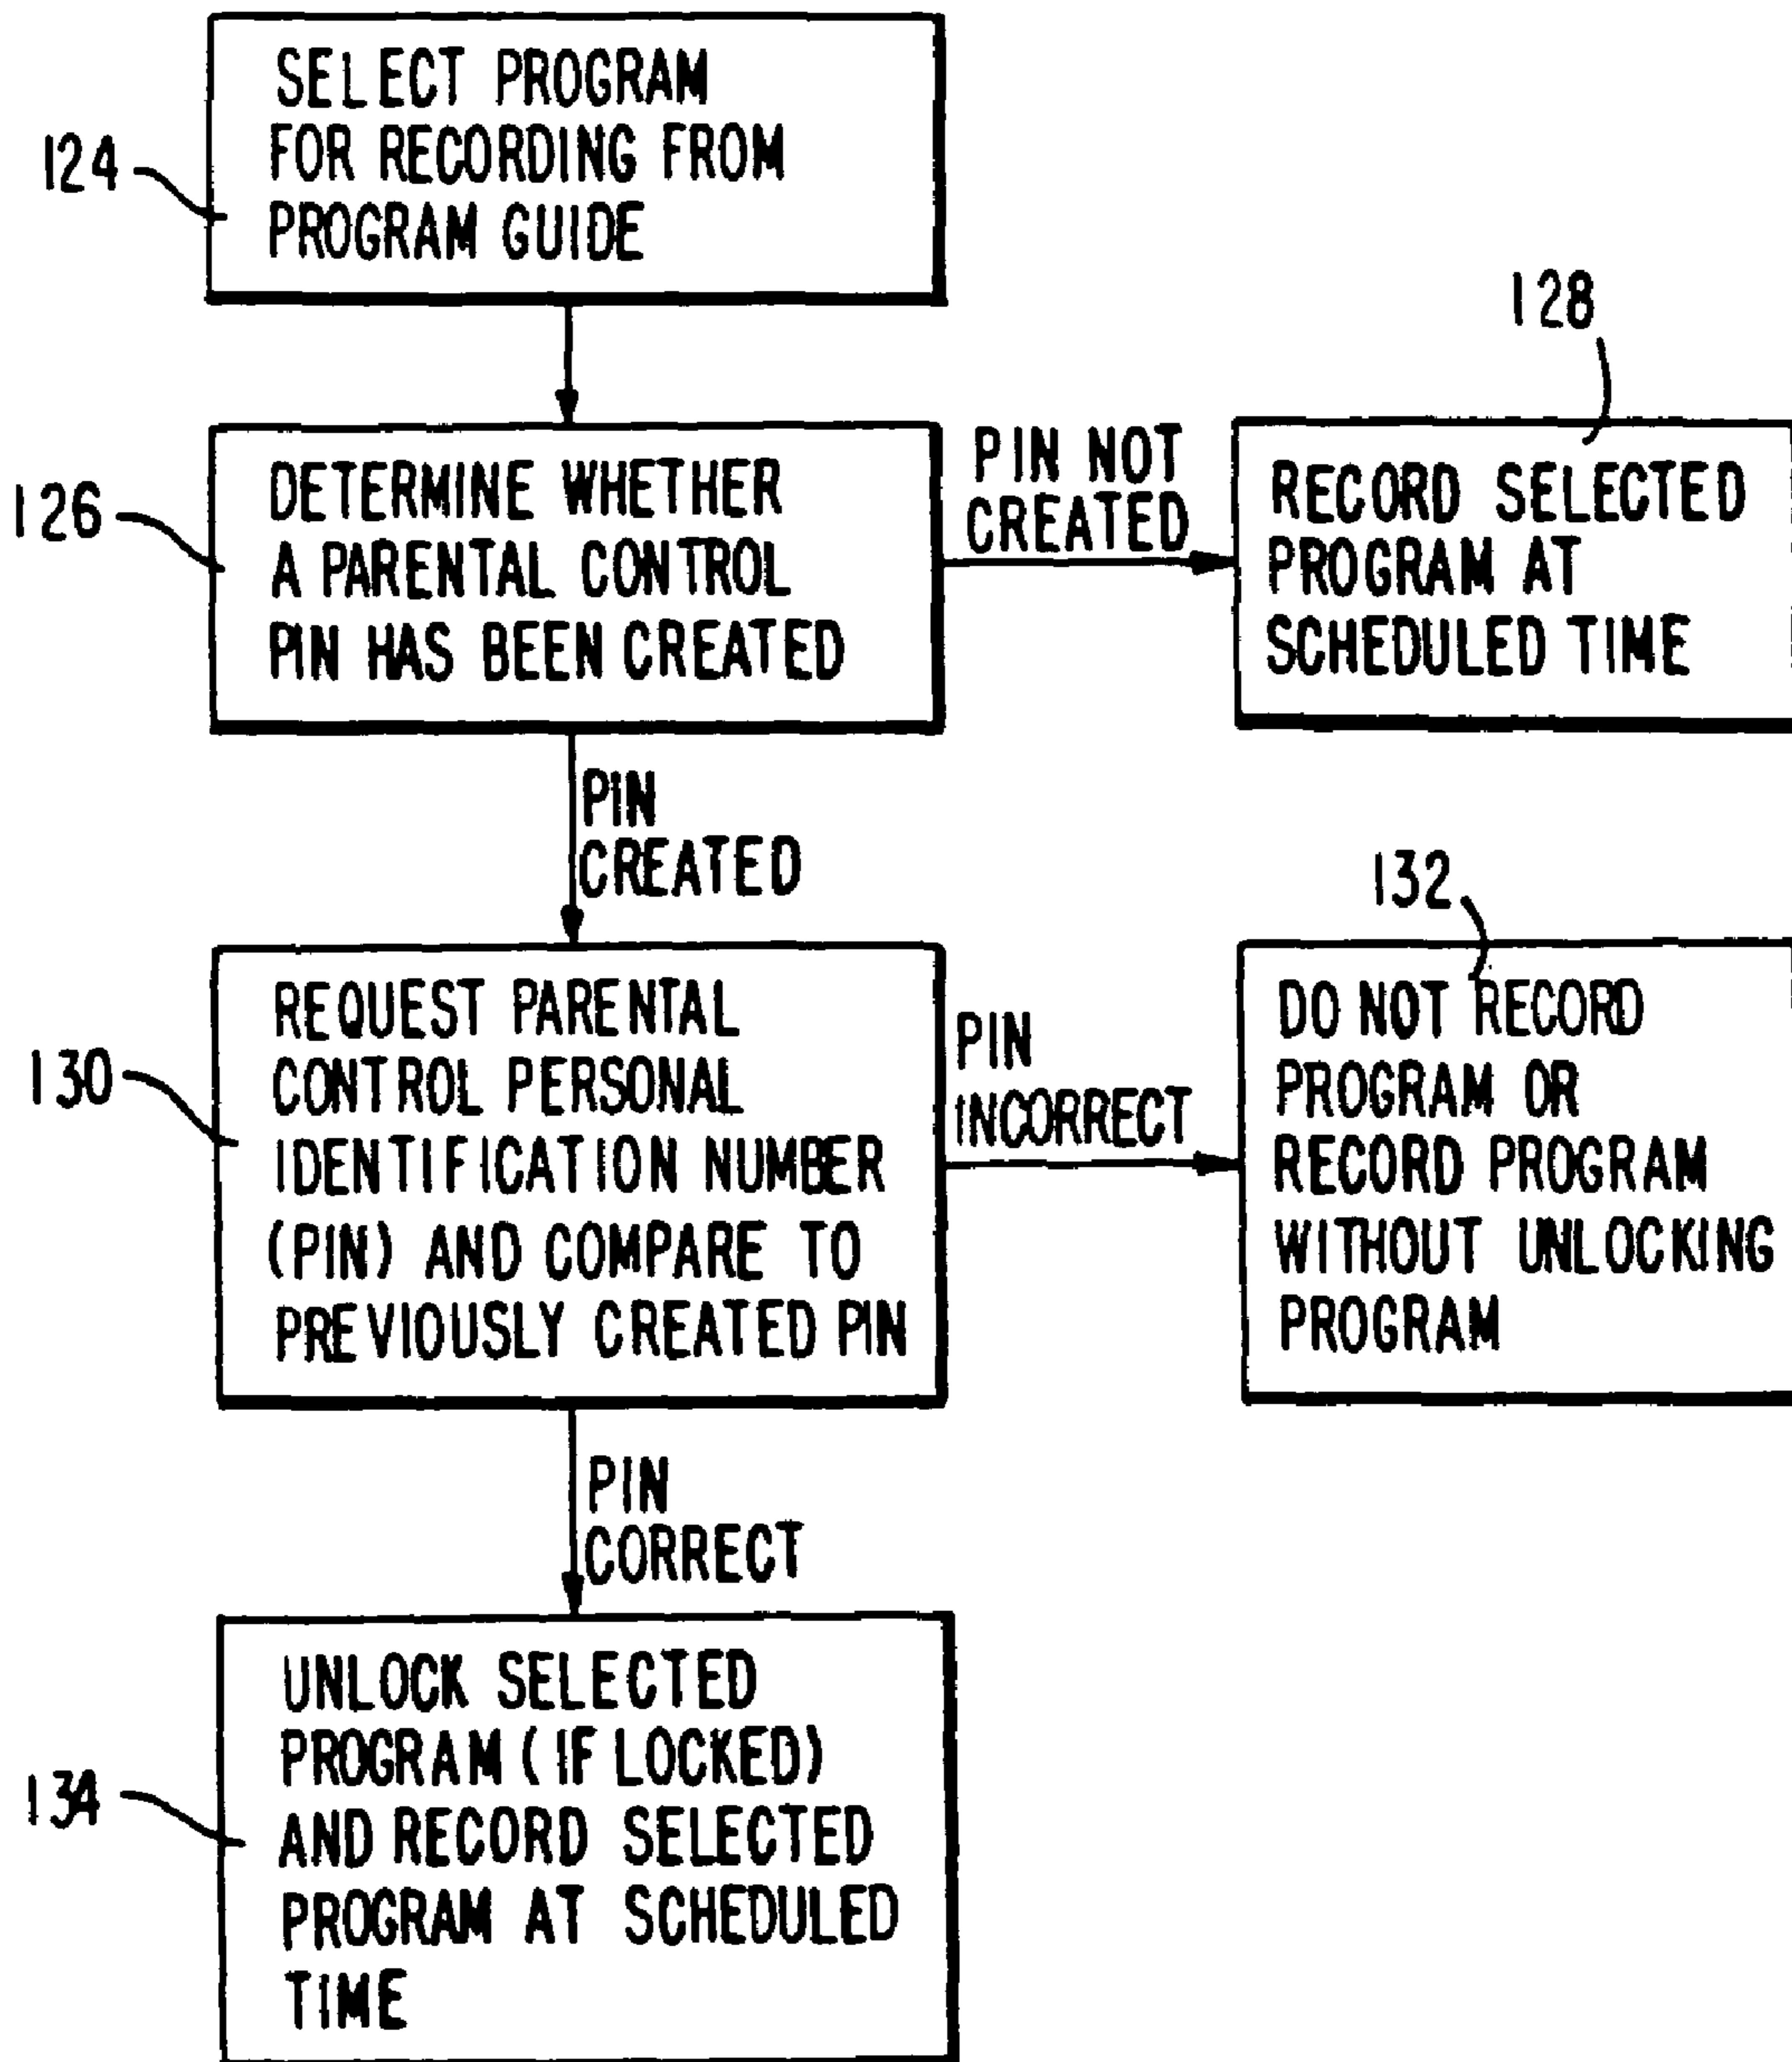 SELECT PROGRAM
FOR RECORDING FROM
PROGRAM GUIDE
124
128
DETERMINE WHETHER
A PARENTAL CONTROL
PIN HAS BEEN CREATED
126
PIN NOT
CREATED
RECORD SELECTED
PROGRAM AT
SCHEDULED TIME
PIN
CREATED
132
REQUEST PARENTAL
CONTROL PERSONAL
IDENTIFICATION NUMBER
(PIN) AND COMPARE TO
PREVIOUSLY CREATED PIN
130
PIN
INCORRECT
DO NOT RECORD
PROGRAM OR
RECORD PROGRAM
WITHOUT UNLOCKING
PROGRAM
PIN
CORRECT
UNLOCK SELECTED
PROGRAM (IF LOCKED)
AND RECORD SELECTED
PROGRAM AT SCHEDULED
TIME
134